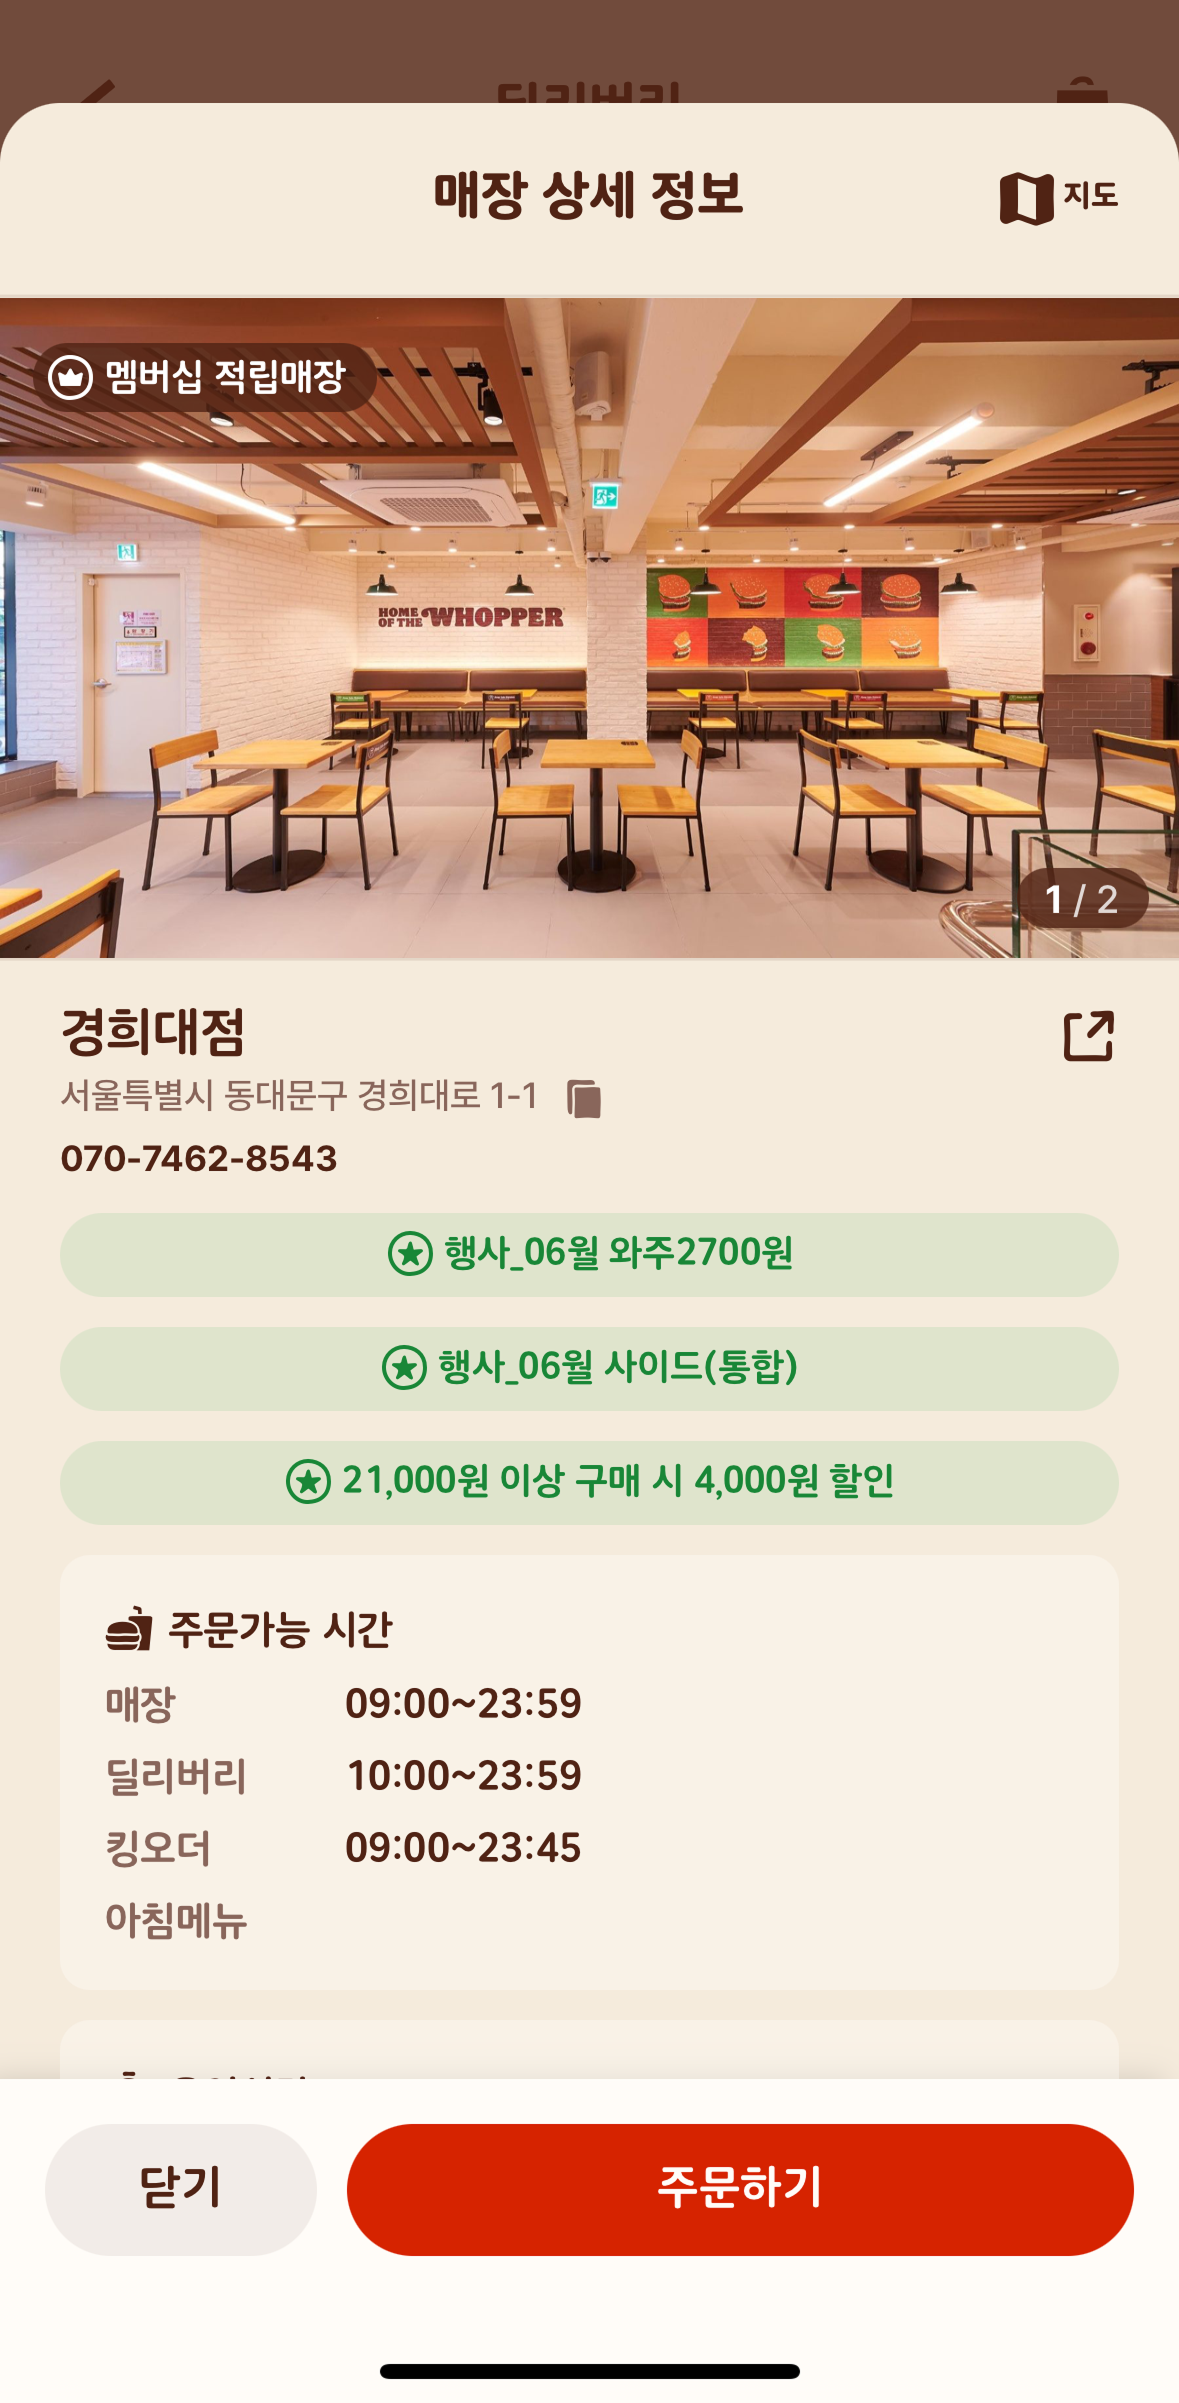 딜리버리
매장 상세 정보
지도
멤버십 적립매장
HOME OF THE WHOPPER
1 / 2
경희대점
서울특별시 동대문구 경희대로 1-1
070-7462-8543
행사_06월 와주2700원
행사_06월 사이드(통합)
21,000원 이상 구매 시 4,000원 할인
주문가능 시간
매장 09:00~23:59
딜리버리 10:00~23:59
킹오더 09:00~23:45
아침메뉴
닫기
주문하기